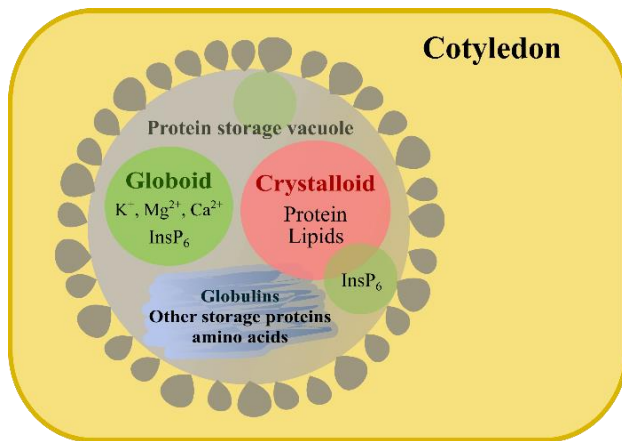 Cotyledon
Protein storage vacuole
Globoid
K⁻, Mg²⁺, Ca²⁺
InsP₆
Crystalloid
Protein
Lipids
InsP₆
Globulins
Other storage proteins
amino acids